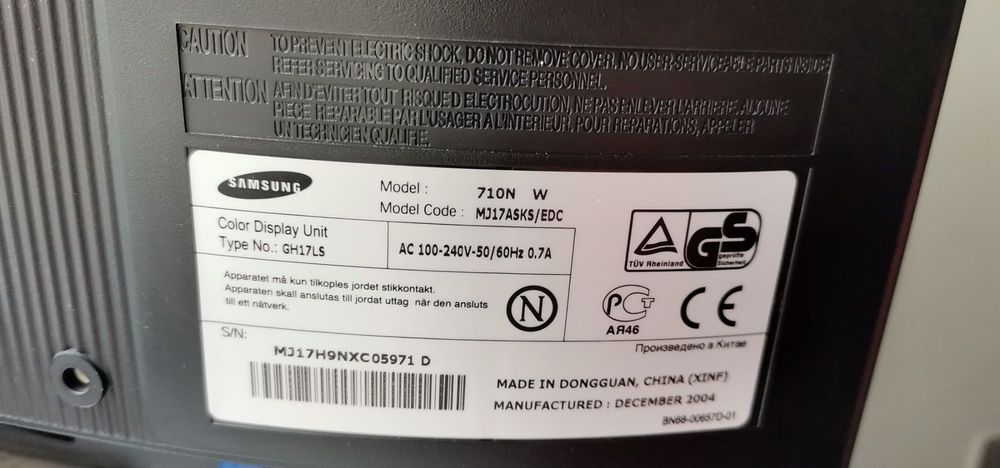 CAUTION TO PREVENT ELECTRIC SHOCK, DO NOT REMOVE COVER. NO USER-SERVICEABLE PARTS INSIDE
REFER SERVICING TO QUALIFIED SERVICE PERSONNEL.
ATTENTION AFIN D'EVITER TOUT RISQUE D ELECTROCUTION, NE PAS ENLEVER L'ARRIERE. AUCUNE
PIECE REPARABLE PAR L'USAGER A L'INTERIEUR, POUR REPARATIONS, APPELER
UN TECHNICIEN QUALIFIE.
SAMSUNG
Model : 710N W
Model Code : MJ17ASKS/EDC
Color Display Unit
Type No.: GH17LS
AC 100-240V-50/60Hz 0.7A
TÜV Rheinland
GS
geprüfte
Sicherheit
Apparatet må kun tilkoples jordet stikkontakt.
Apparaten skall anslutas till jordat uttag när den ansluts
till ett nätverk.
N
РСТ
АЯ46
CE
Произведено в Китае
S/N:
MJ17H9NXC05971 D
MADE IN DONGGUAN, CHINA (XINF)
MANUFACTURED : DECEMBER 2004
BN68-00657D-01